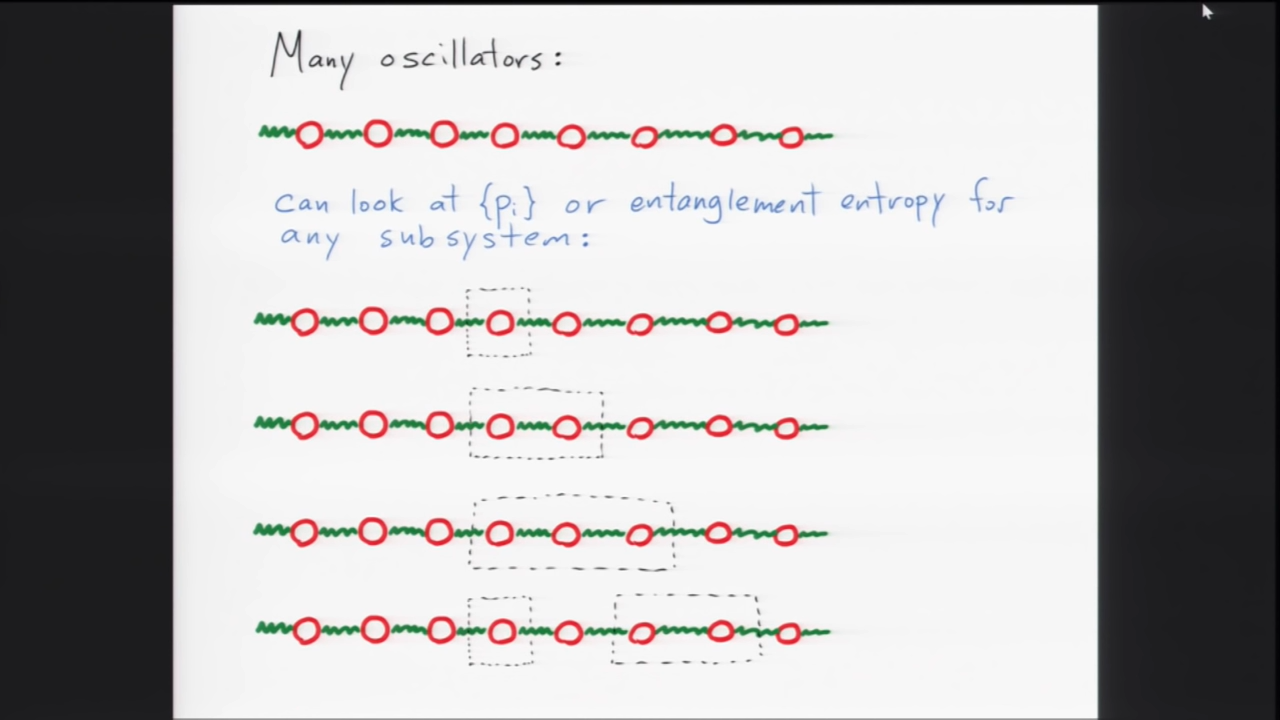 Many oscillators:
can look at {pᵢ} or entanglement entropy for
any subsystem: